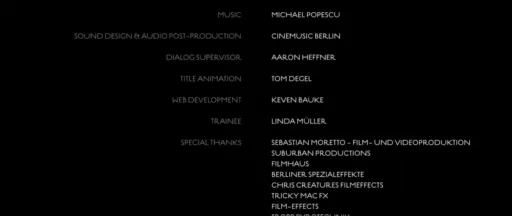 MUSIC MICHAEL POPESCU
SOUND DESIGN & AUDIO POST-PRODUCTION CINEMUSIC BERLIN
DIALOG SUPERVISOR AARON HEFFNER
TITLE ANIMATION TOM DEGEL
WEB DEVELOPMENT KEVEN BAUKE
TRAINEE LINDA MÜLLER
SPECIAL THANKS SEBASTIAN MORETTO - FILM- UND VIDEOPRODUKTION
SUBURBAN PRODUCTIONS
FILMHAUS
BERLINER SPEZIALEFFEKTE
CHRIS CREATURES FILMEFFECTS
TRICKY MAC FX
FILM-EFFECTS